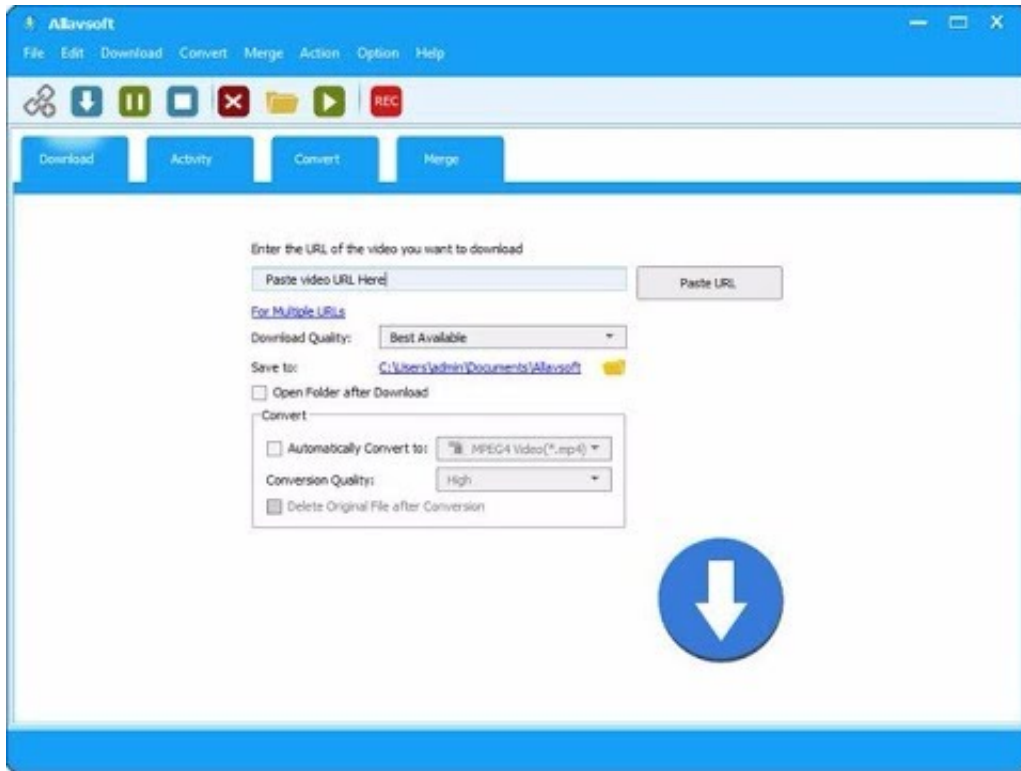 Allavsoft
File Edit Download Convert Merge Action Option Help
REC
Download Activity Convert Merge
Enter the URL of the video you want to download
Paste video URL Here
Paste URL
For Multiple URLs
Download Quality: Best Available
Save to: C:\Users\admin\Documents\Allavsoft
Open Folder after Download
Convert
Automatically Convert to: MPEG4 Video(*.mp4)
Conversion Quality: High
Delete Original File after Conversion